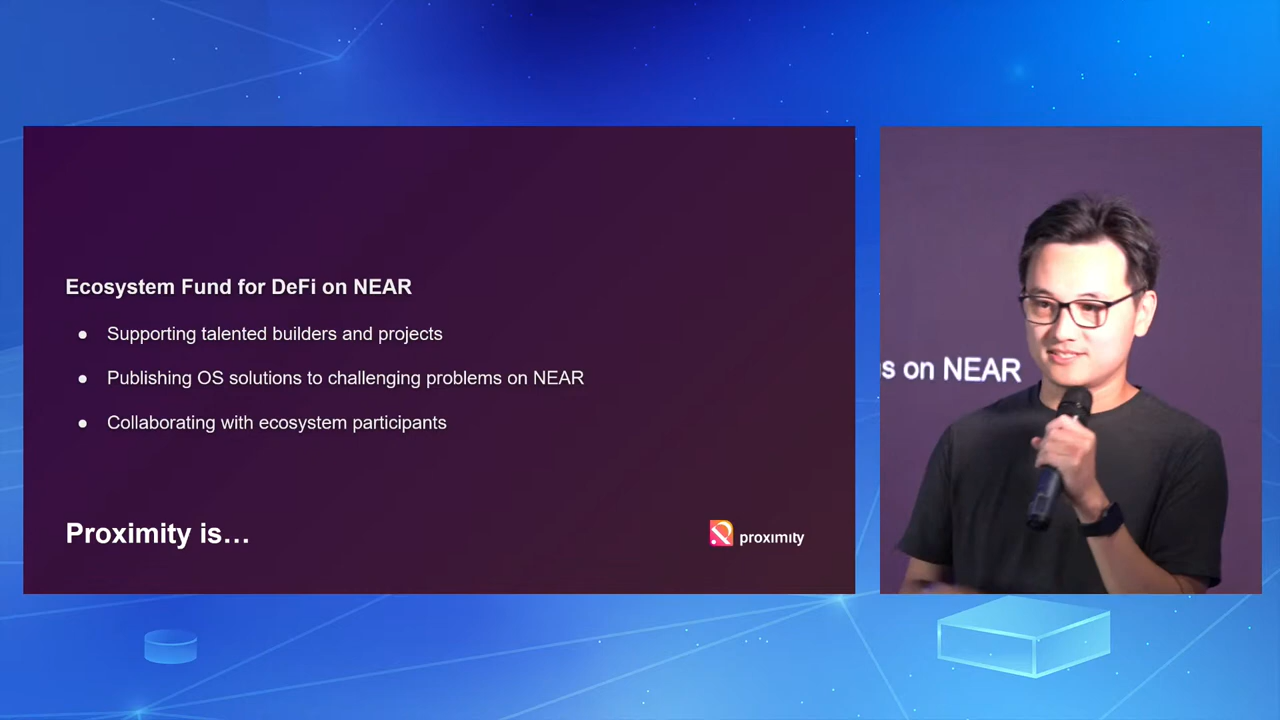 Ecosystem Fund for DeFi on NEAR
● Supporting talented builders and projects
● Publishing OS solutions to challenging problems on NEAR
● Collaborating with ecosystem participants
Proximity is…
proximity
s on NEAR